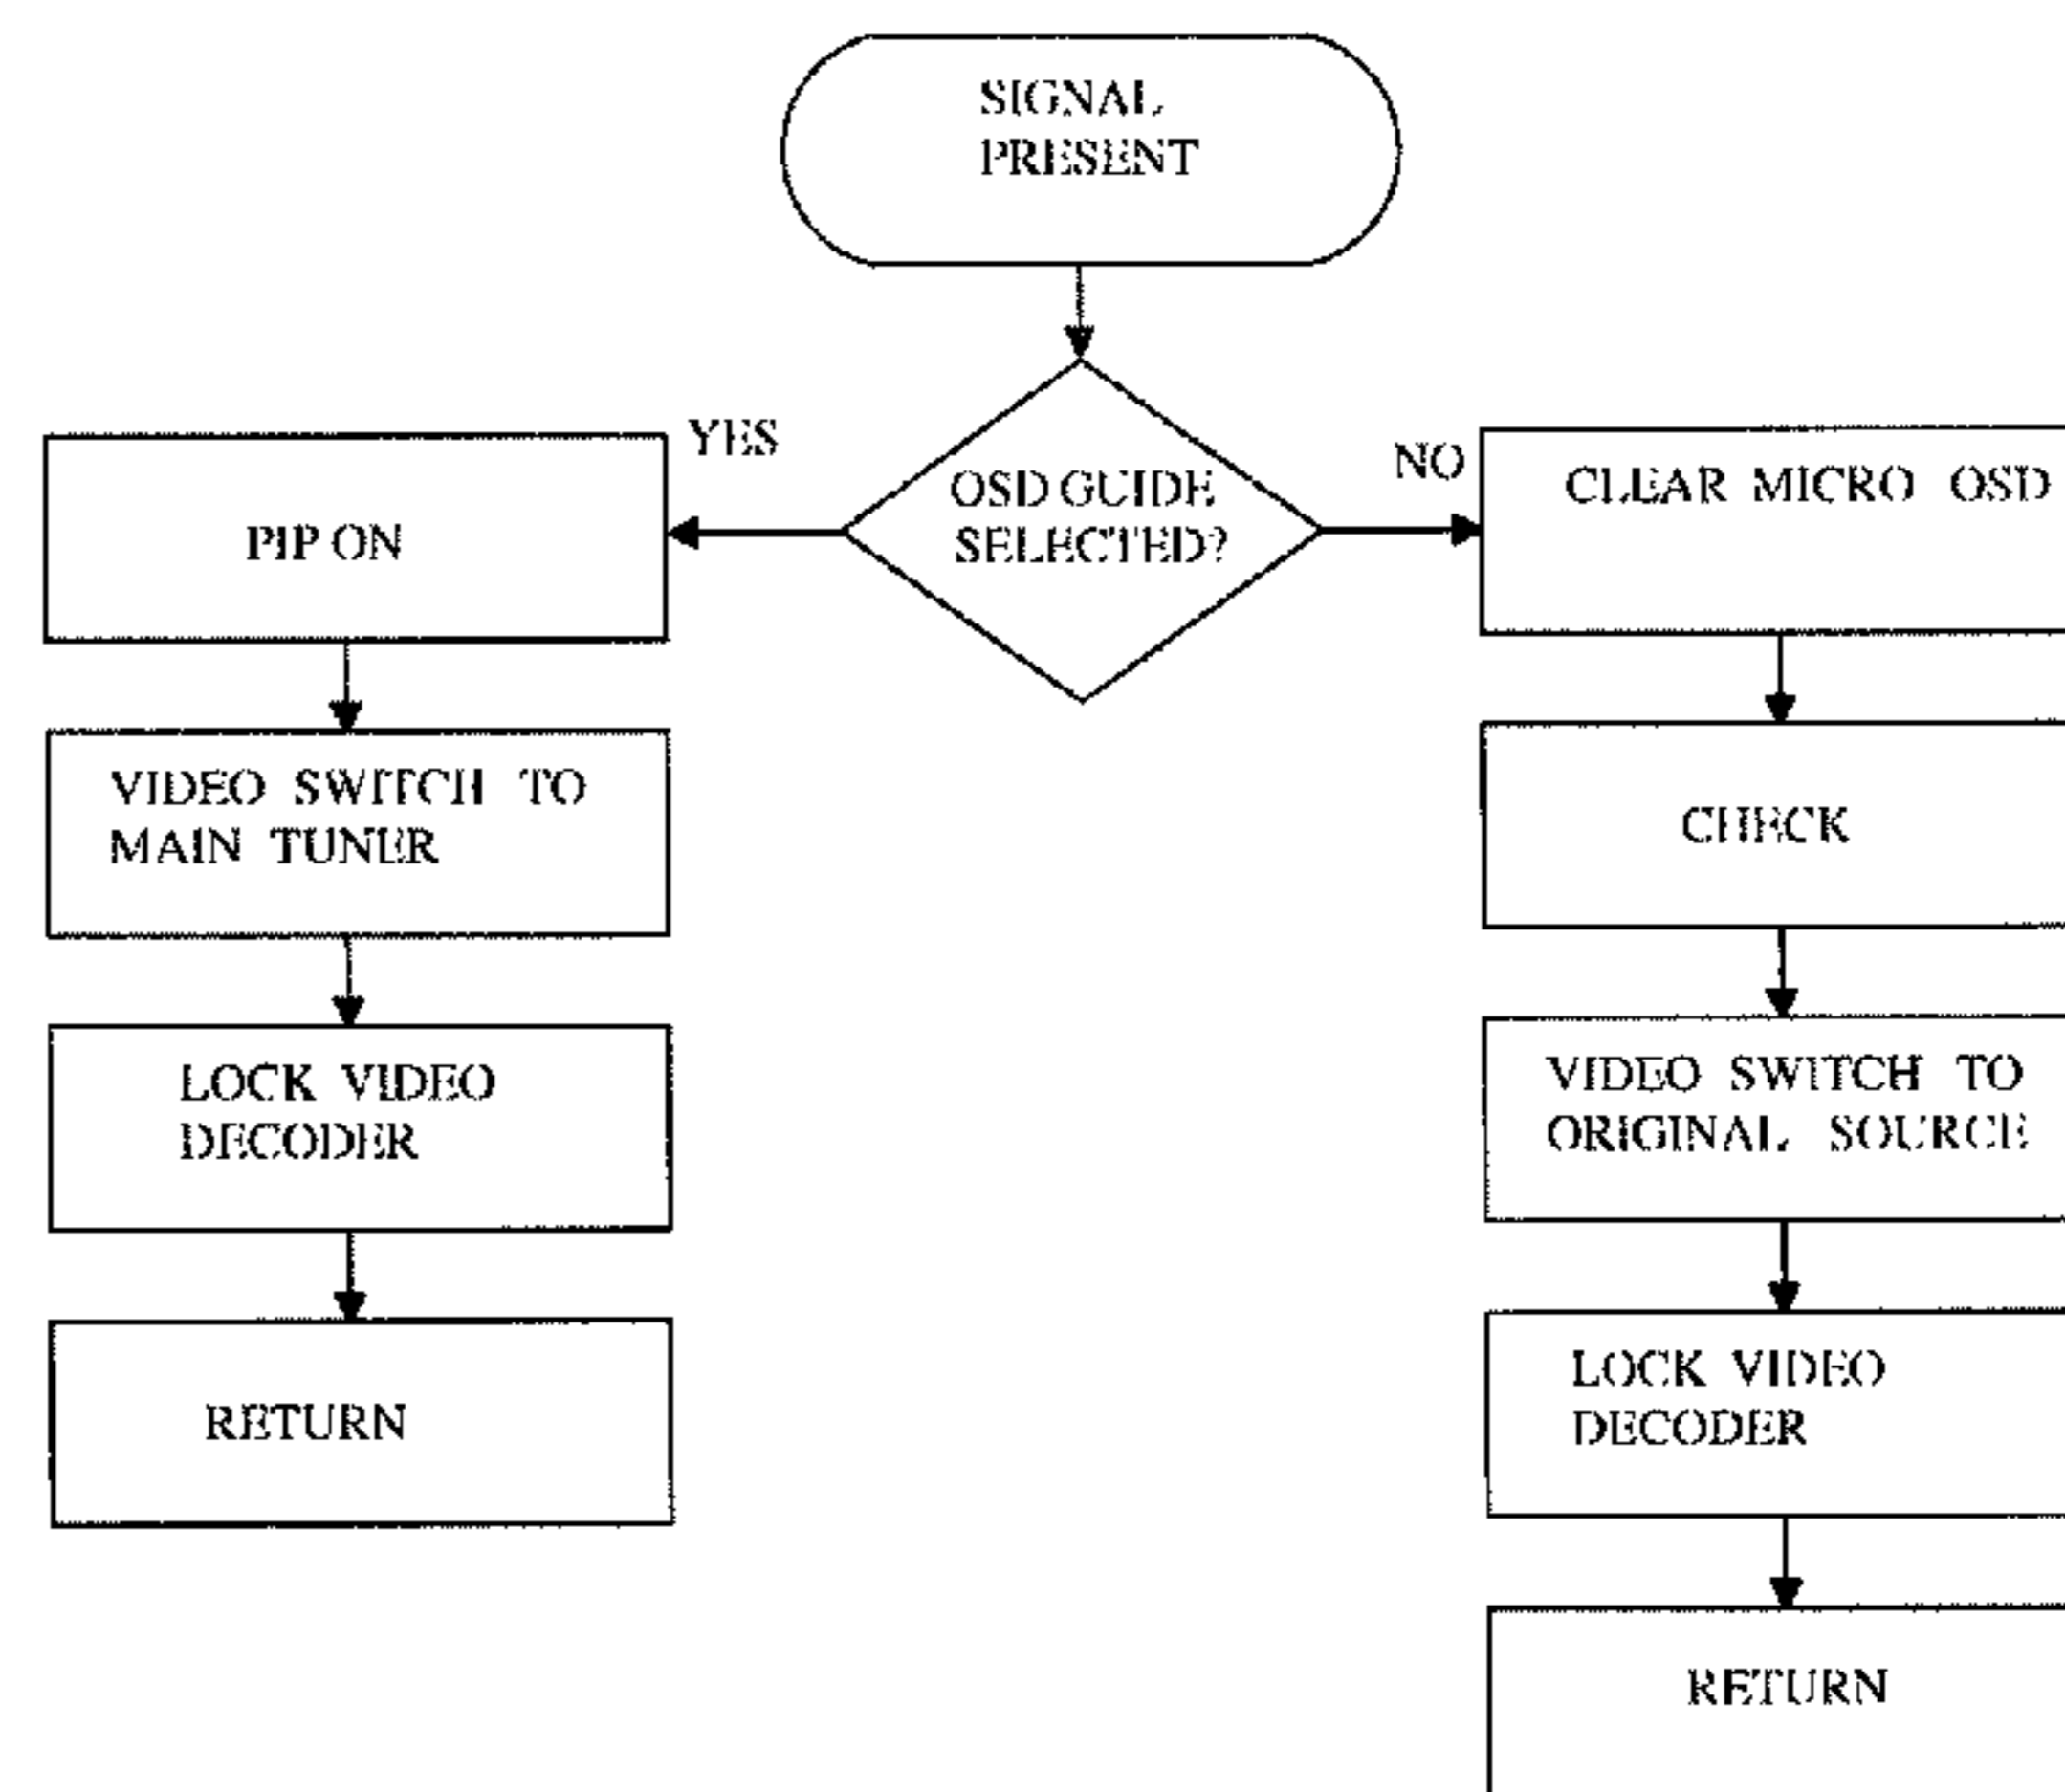 SIGNAL
PRESENT
OSD GUIDE
SELECTED?
YES
PIP ON
VIDEO SWITCH TO
MAIN TUNER
LOCK VIDEO
DECODER
RETURN
NO
CLEAR MICRO OSD
CHECK
VIDEO SWITCH TO
ORIGINAL SOURCE
LOCK VIDEO
DECODER
RETURN